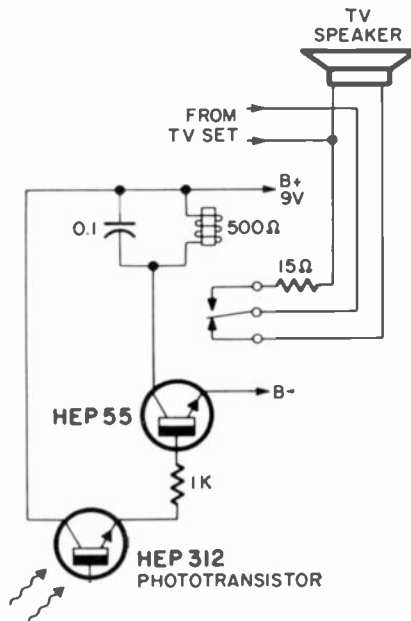 TV
SPEAKER
FROM
TV SET
B+
9V
0.1
500Ω
15Ω
HEP 55
B-
1K
HEP 312
PHOTOTRANSISTOR